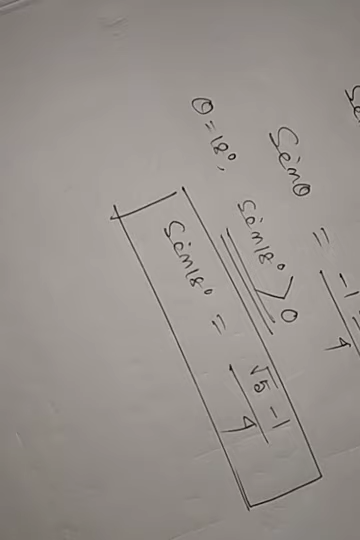 Sinθ = -1
4
θ = 18°, sin18° > 0
Sin18° = √5 - 1
4